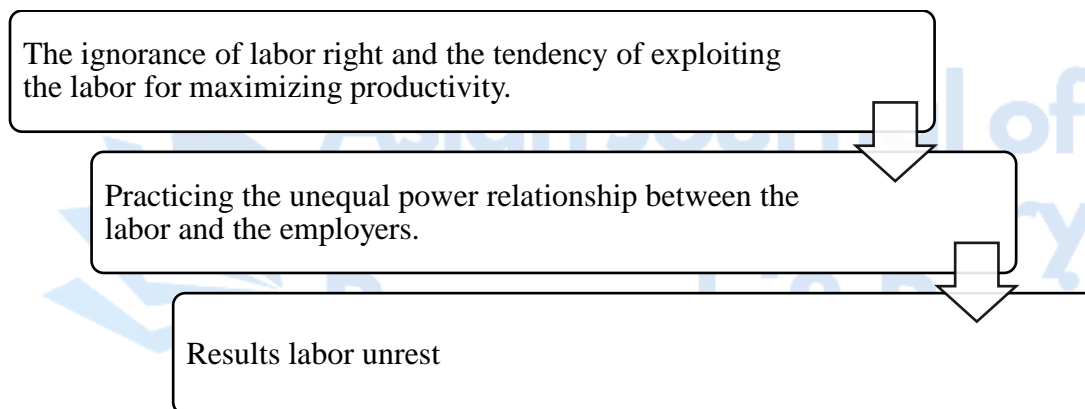 The ignorance of labor right and the tendency of exploiting
the labor for maximizing productivity.
Practicing the unequal power relationship between the
labor and the employers.
Results labor unrest